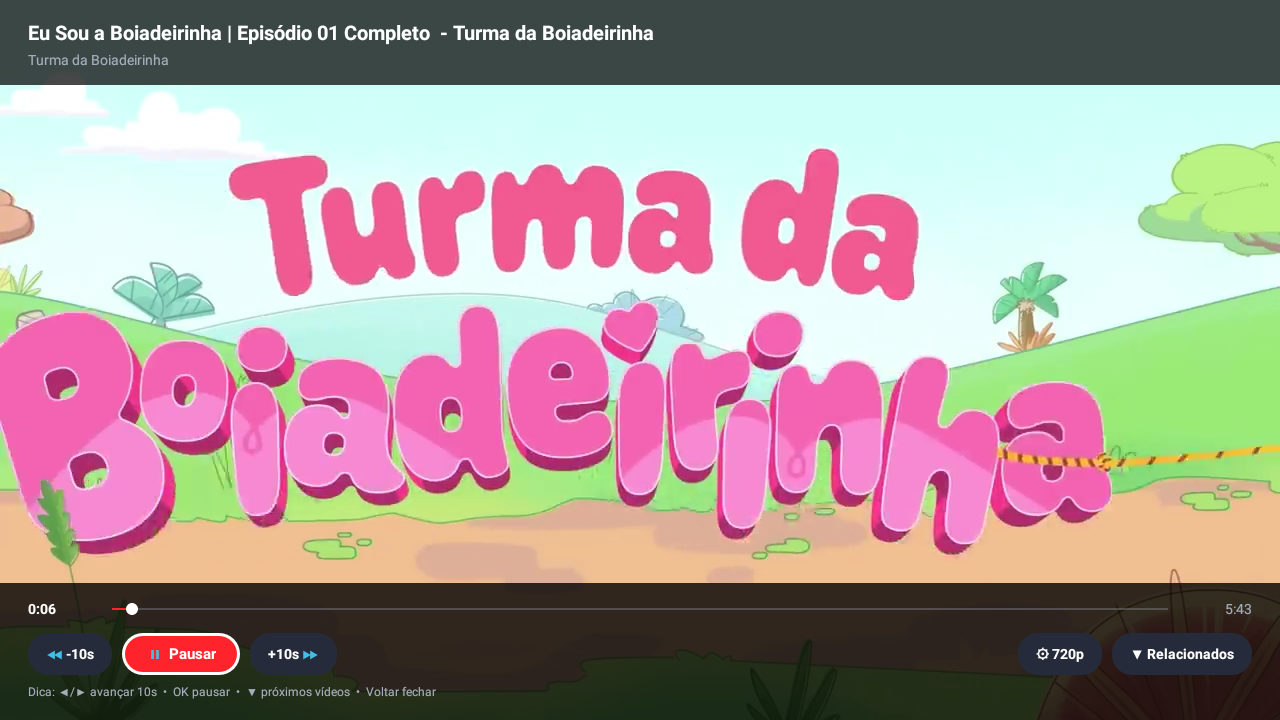 Eu Sou a Boiadeirinha | Episódio 01 Completo - Turma da Boiadeirinha
Turma da Boiadeirinha
Turma da
Boiadeirinha
0:06
5:43
◀◀ -10s
Pausar
+10s ▶▶
⚙ 720p
▼ Relacionados
Dica: ◄/► avançar 10s • OK pausar • ▼ próximos vídeos • Voltar fechar